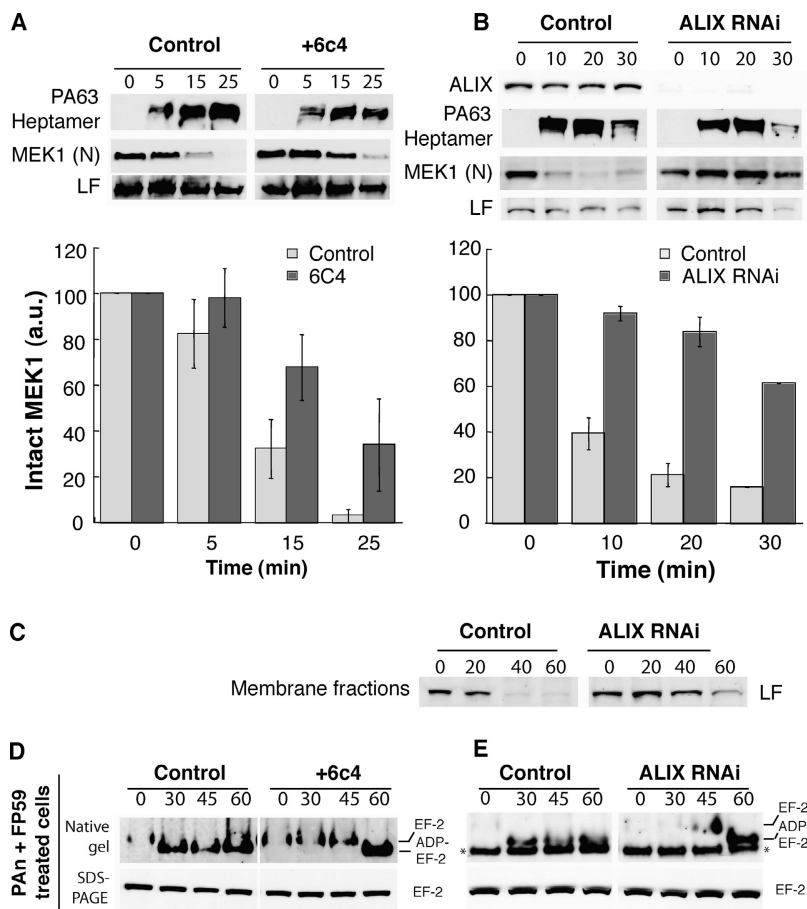 A
Control +6c4
0 5 15 25 0 5 15 25
PA63
Heptamer
MEK1 (N)
LF
120
100
80
60
40
20
0
Intact MEK1 (a.u.)
Control
6C4
0 5 15 25
Time (min)
B
Control ALIX RNAi
0 10 20 30 0 10 20 30
ALIX
PA63
Heptamer
MEK1 (N)
LF
120
100
80
60
40
20
0
Control
ALIX RNAi
0 10 20 30
Time (min)
C
Control ALIX RNAi
0 20 40 60 0 20 40 60
Membrane fractions LF
D
PAn + FP59
treated cells
Control +6c4
0 30 45 60 0 30 45 60
Native
gel
EF-2
ADP-
EF-2
SDS-
PAGE
EF-2
E
Control ALIX RNAi
0 30 45 60 0 30 45 60
EF-2
ADP
EF-2
* *
EF-2